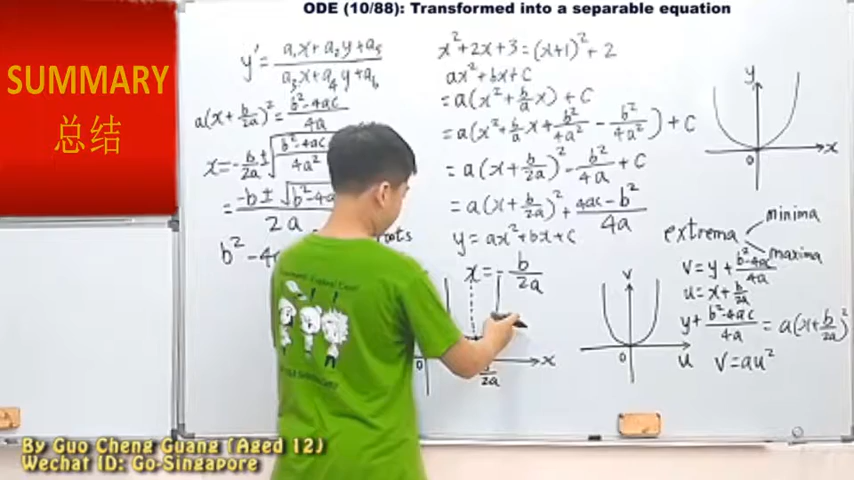 ODE (10/88): Transformed into a separable equation
SUMMARY
总结
y' = (a₁x + a₂y + a₅)/(a₃x + a₄y + a₆)
a(x + b/2a)² = (b² - 4ac)/4a
x = -b/2a ± √((b² - 4ac)/4a²)
= (-b ± √(b² - 4a
2a
b² - 4
x² + 2x + 3 = (x+1)² + 2
ax² + bx + c
= a(x² + b/a x) + c
= a(x² + b/a x + b²/4a² - b²/4a²) + c
= a(x + b/2a)² - b²/4a + c
= a(x + b/2a)² + (4ac - b²)/4a
y = ax² + bx + c
x = - b/2a
0
x
2a
y
x
0
extrema
minima
maxima
v = y + (b² - 4ac)/4a
u = x + b/2a
y + (b² - 4ac)/4a = a(x + b/2a)²
v = au²
v
u
0
By Guo Cheng Guang (Aged 12)
Wechat ID: Go-Singapore